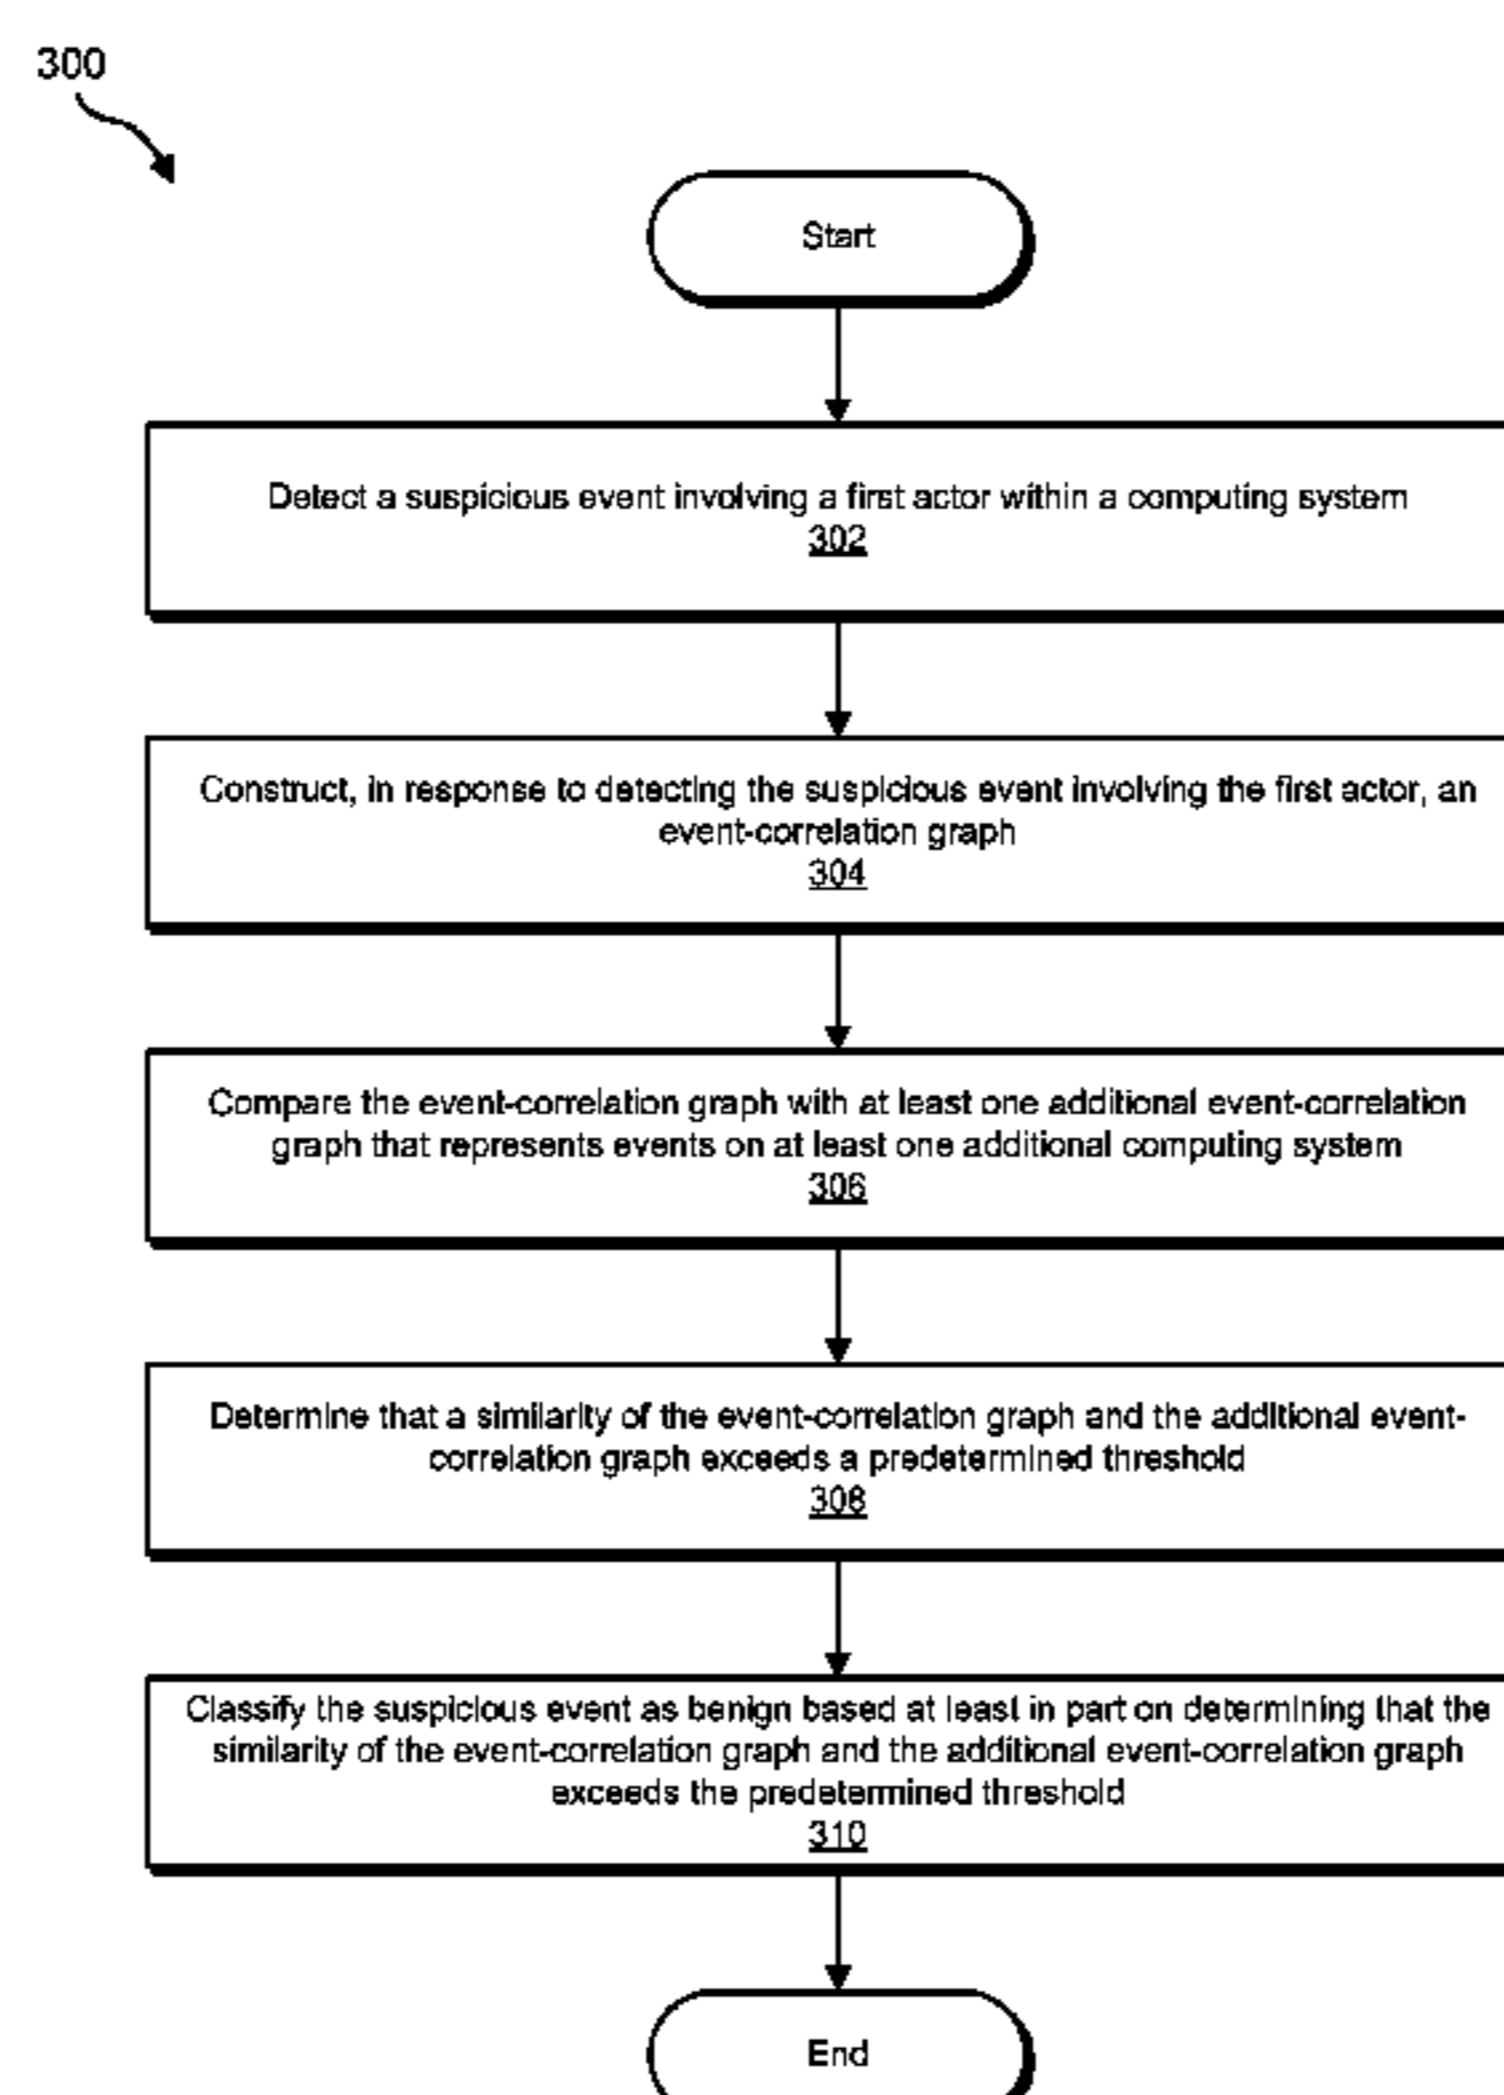 300
Start
Detect a suspicious event involving a first actor within a computing system
302
Construct, in response to detecting the suspicious event involving the first actor, an
event-correlation graph
304
Compare the event-correlation graph with at least one additional event-correlation
graph that represents events on at least one additional computing system
306
Determine that a similarity of the event-correlation graph and the additional event-
correlation graph exceeds a predetermined threshold
308
Classify the suspicious event as benign based at least in part on determining that the
similarity of the event-correlation graph and the additional event-correlation graph
exceeds the predetermined threshold
310
End